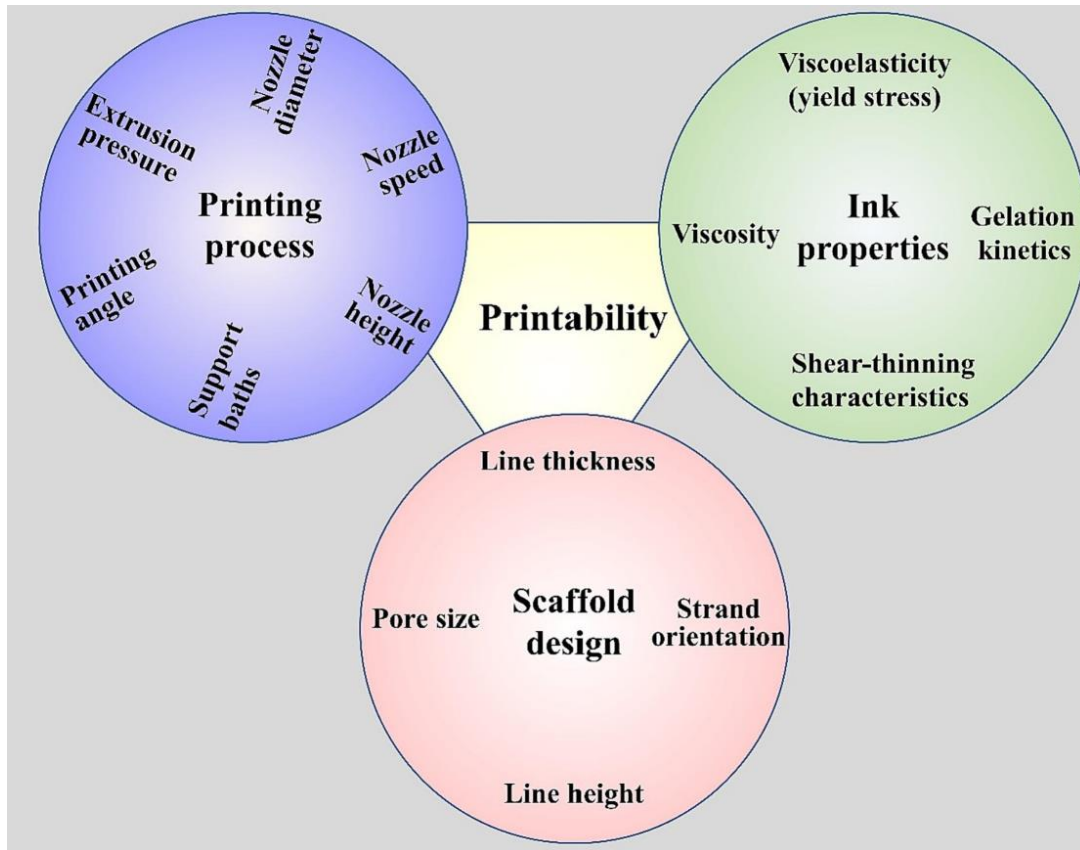 Nozzle
diameter
Extrusion
pressure
Nozzle
speed
Printing
process
Printing
angle
Nozzle
height
Support
baths
Viscoelasticity
(yield stress)
Ink
properties
Viscosity
Gelation
kinetics
Shear-thinning
characteristics
Printability
Line thickness
Pore size
Scaffold
design
Strand
orientation
Line height